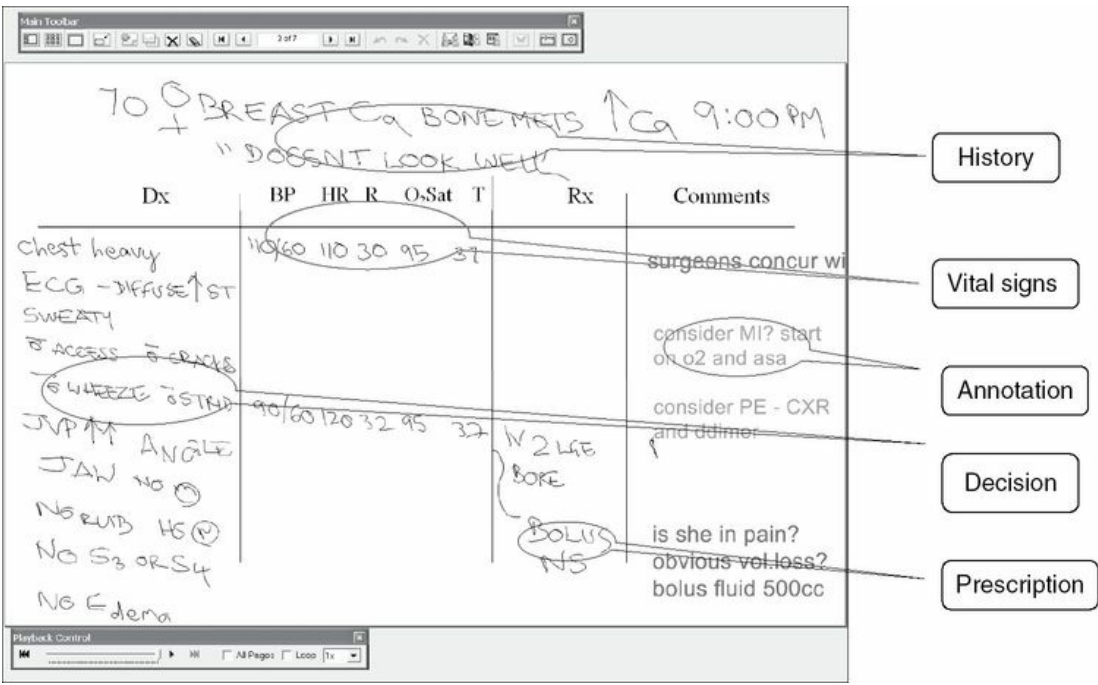 Main Toolbar
2 of 7
70 ♀ BREAST Ca BONE METS ↑Ca 9:00 PM
"DOESNT LOOK WELL"
History
Dx BP HR R O2Sat T Rx Comments
chest heavy 110/60 110 30 95 37
surgeons concur wi
Vital signs
ECG - DIFFUSE ↑ ST
SWEATY
consider MI? start
on o2 and asa
ō ACCESS ō CRACKS
Annotation
ō WHEEZE ō STRID
90/60 120 32 95 37
consider PE - CXR
and ddimer
JVP ↑↑ ANGLE
IV 2 LGE
BORE
Decision
JAW NO
NO RUB HS N
BOLUS
NS
is she in pain?
obvious vol.loss?
bolus fluid 500cc
NO S3 OR S4
Prescription
NO Edema
Playback Control
All Pages Loop 1x